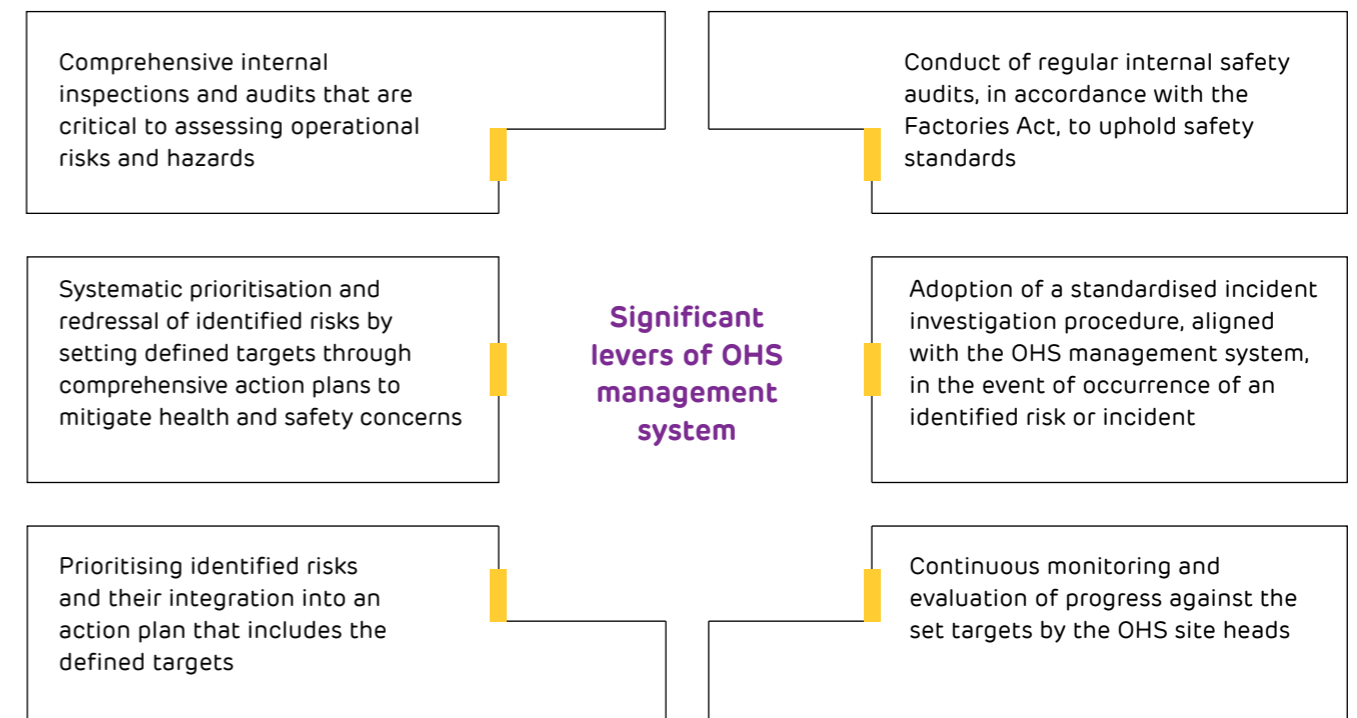 Comprehensive internal
inspections and audits that are
critical to assessing operational
risks and hazards
Conduct of regular internal safety
audits, in accordance with the
Factories Act, to uphold safety
standards
Systematic prioritisation and
redressal of identified risks by
setting defined targets through
comprehensive action plans to
mitigate health and safety concerns
Significant
levers of OHS
management
system
Adoption of a standardised incident
investigation procedure, aligned
with the OHS management system,
in the event of occurrence of an
identified risk or incident
Prioritising identified risks
and their integration into an
action plan that includes the
defined targets
Continuous monitoring and
evaluation of progress against the
set targets by the OHS site heads